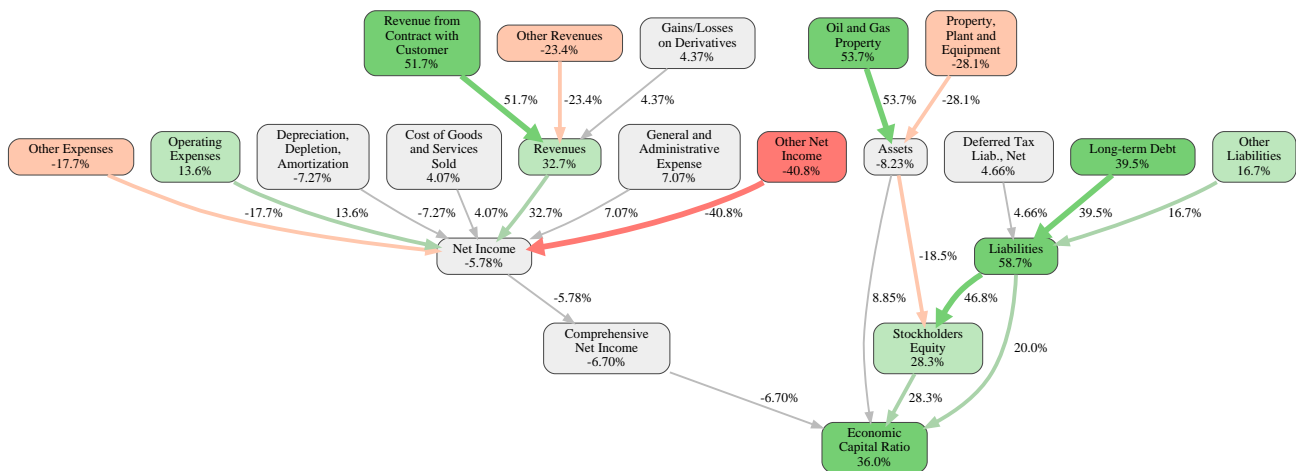 Revenue from
Contract with
Customer
51.7%
Other Revenues
-23.4%
Gains/Losses
on Derivatives
4.37%
Oil and Gas
Property
53.7%
Property,
Plant and
Equipment
-28.1%
51.7%
-23.4%
4.37%
53.7%
-28.1%
Other Expenses
-17.7%
Operating
Expenses
13.6%
Depreciation,
Depletion,
Amortization
-7.27%
Cost of Goods
and Services
Sold
4.07%
Revenues
32.7%
General and
Administrative
Expense
7.07%
Other Net
Income
-40.8%
Assets
-8.23%
Deferred Tax
Liab., Net
4.66%
Long-term Debt
39.5%
Other
Liabilities
16.7%
-17.7%
13.6%
-7.27%
4.07%
32.7%
7.07%
-40.8%
4.66%
39.5%
16.7%
Net Income
-5.78%
-18.5%
Liabilities
58.7%
-5.78%
8.85%
46.8%
Comprehensive
Net Income
-6.70%
Stockholders
Equity
28.3%
20.0%
-6.70%
28.3%
Economic
Capital Ratio
36.0%